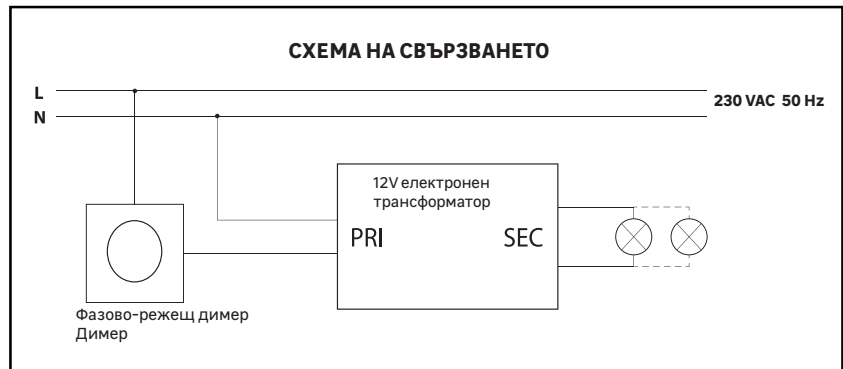 СХЕМА НА СВЪРЗВАНЕТО
L
230 VAC 50 Hz
N
12V електронен
трансформатор
PRI SEC
Фазово-режещ димер
Димер